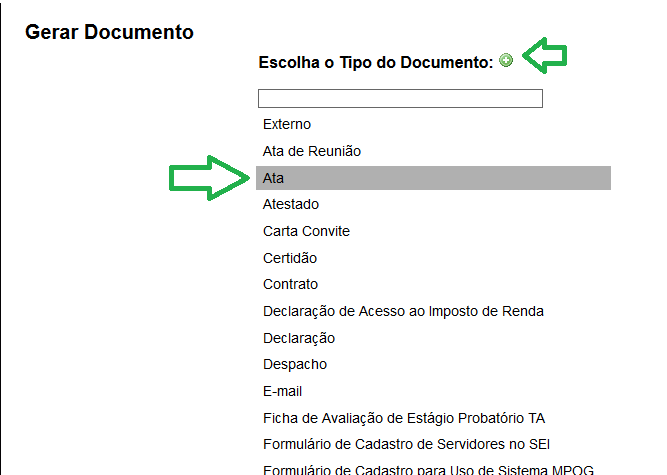 Gerar Documento
Escolha o Tipo do Documento:
Externo
Ata de Reunião
Ata
Atestado
Carta Convite
Certidão
Contrato
Declaração de Acesso ao Imposto de Renda
Declaração
Despacho
E-mail
Ficha de Avaliação de Estágio Probatório TA
Formulário de Cadastro de Servidores no SEI
Formulário de Cadastro para Uso de Sistema MPOG